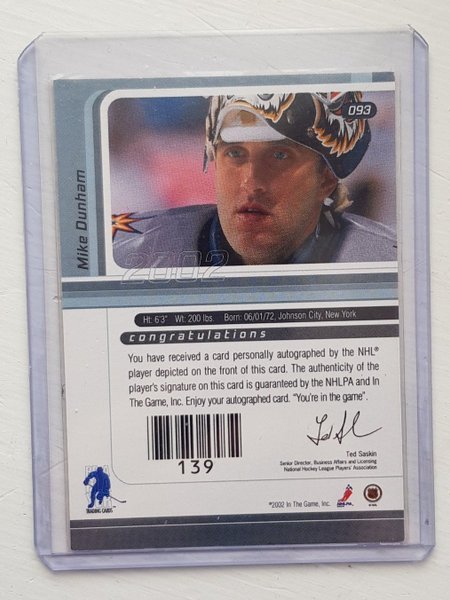 093
Mike Dunham
2002
Ht: 6'3" Wt: 200 lbs. Born: 06/01/72, Johnson City, New York
congratulations
You have received a card personally autographed by the NHL®
player depicted on the front of this card. The authenticity of the
player's signature on this card is guaranteed by the NHLPA and In
The Game, Inc. Enjoy your autographed card. "You're in the game".
Ted Saskin
Senior Director, Business Affairs and Licensing
National Hockey League Players' Association
139
TRADING CARDS
©2002 In The Game, Inc.